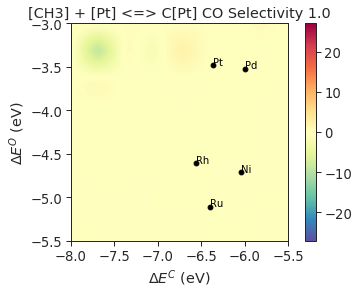 [CH3] + [Pt] <=> C[Pt] CO Selectivity 1.0
−3.0
−3.5
−4.0
−4.5
−5.0
−5.5
ΔE^O (eV)
Pt
Pd
Rh
Ni
Ru
−8.0 −7.5 −7.0 −6.5 −6.0 −5.5
ΔE^C (eV)
20
10
0
−10
−20